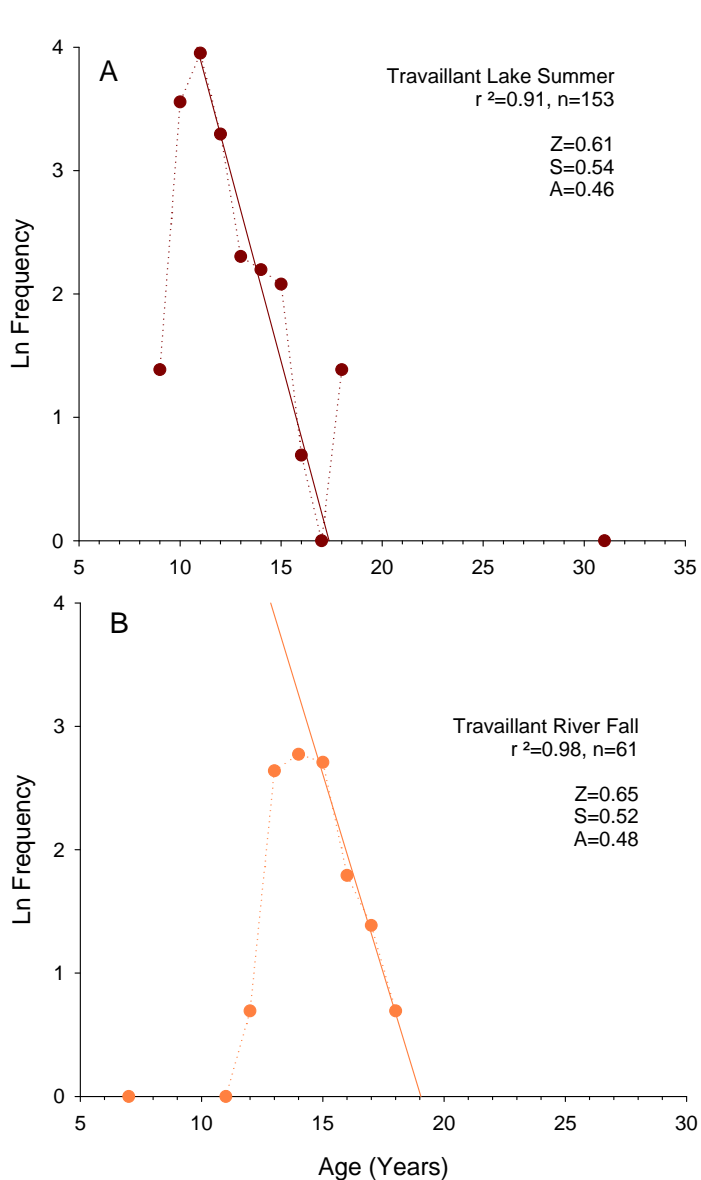 A
Travaillant Lake Summer
r ²=0.91, n=153
Z=0.61
S=0.54
A=0.46
Ln Frequency
4
3
2
1
0
5 10 15 20 25 30 35
B
Travaillant River Fall
r ²=0.98, n=61
Z=0.65
S=0.52
A=0.48
Ln Frequency
4
3
2
1
0
5 10 15 20 25 30
Age (Years)